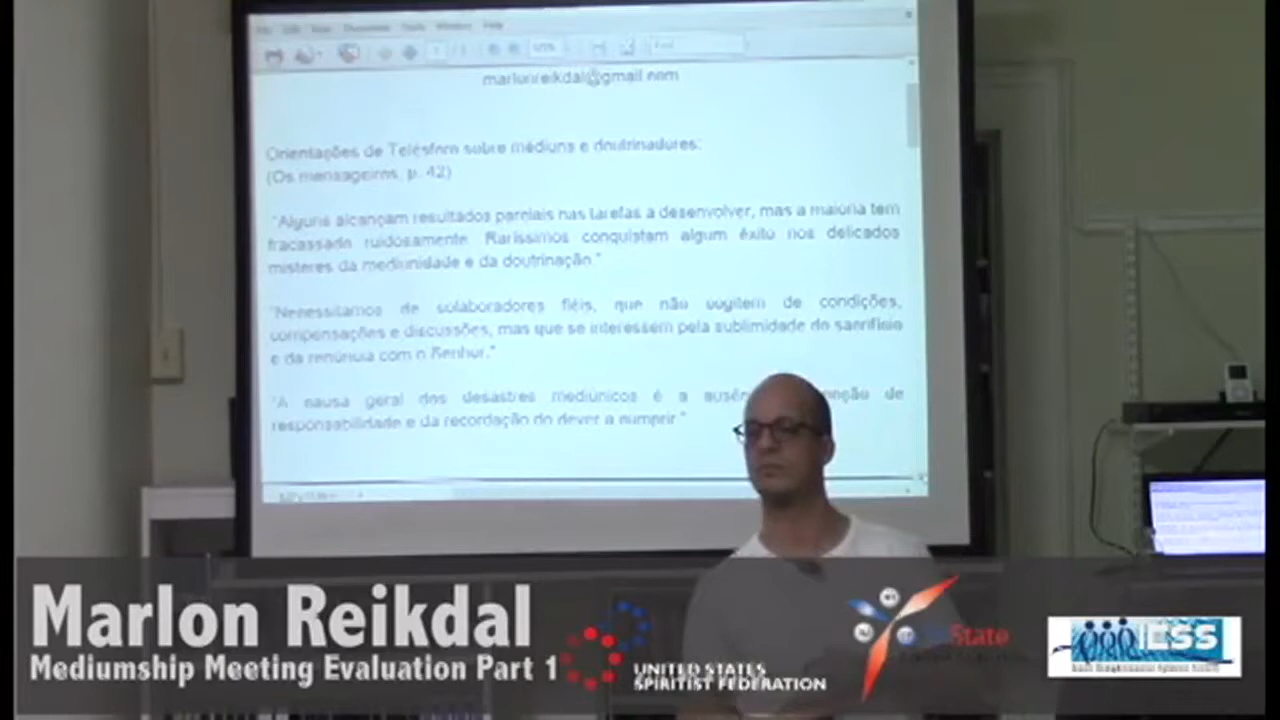 marlonreikdal@gmail.com
Orientações de Telésforo sobre médiuns e doutrinadores:
(Os mensageiros, p. 42)
"Alguns alcançam resultados parciais nas tarefas a desenvolver, mas a maioria tem
fracassado ruidosamente. Raríssimos conquistam algum êxito nos delicados
misteres da mediunidade e da doutrinação."
"Necessitamos de colaboradores fiéis, que não cogitem de condições,
compensações e discussões, mas que se interessem pela sublimidade do sacrifício
e da renúncia com o Senhor."
"A causa geral dos desastres mediúnicos é a
responsabilidade e da recordação do dever a cumprir."
Marlon Reikdal
Mediumship Meeting Evaluation Part 1
UNITED STATES
SPIRITIST FEDERATION
State
ESS